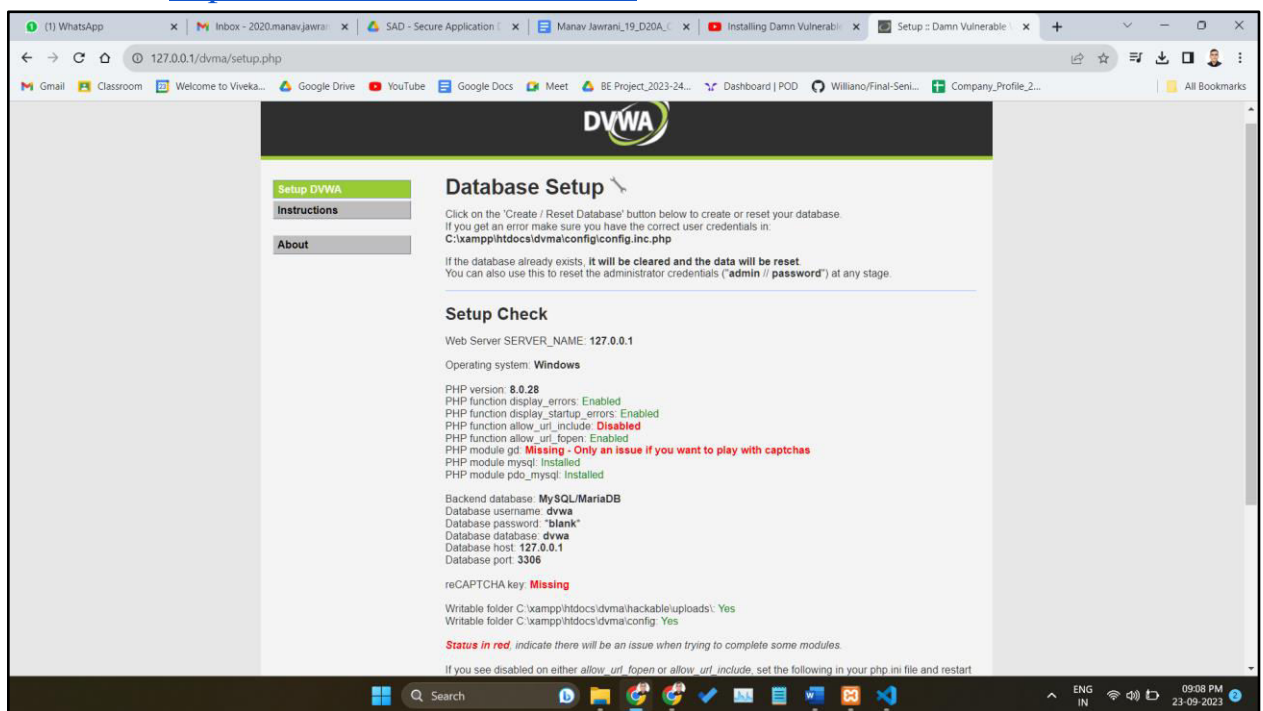 (1) WhatsApp
Inbox - 2020.manav.jawran
SAD - Secure Application
Manav Jawrani_19_D20A_
Installing Damn Vulnerabl
Setup :: Damn Vulnerable
127.0.0.1/dvma/setup.php
Gmail Classroom Welcome to Viveka... Google Drive YouTube Google Docs Meet BE Project_2023-24... Dashboard | POD Williano/Final-Seni... Company_Profile_2... All Bookmarks
DVWA
Setup DVWA
Instructions
About
Database Setup
Click on the 'Create / Reset Database' button below to create or reset your database.
If you get an error make sure you have the correct user credentials in:
C:\xampp\htdocs\dvma\config\config.inc.php
If the database already exists, it will be cleared and the data will be reset.
You can also use this to reset the administrator credentials ("admin // password") at any stage.
Setup Check
Web Server SERVER_NAME: 127.0.0.1
Operating system: Windows
PHP version: 8.0.28
PHP function display_errors: Enabled
PHP function display_startup_errors: Enabled
PHP function allow_url_include: Disabled
PHP function allow_url_fopen: Enabled
PHP module gd: Missing - Only an issue if you want to play with captchas
PHP module mysql: Installed
PHP module pdo_mysql: Installed
Backend database: MySQL/MariaDB
Database username: dvwa
Database password: *blank*
Database database: dvwa
Database host: 127.0.0.1
Database port: 3306
reCAPTCHA key: Missing
Writable folder C:\xampp\htdocs\dvma\hackable\uploads\: Yes
Writable folder C:\xampp\htdocs\dvma\config: Yes
Status in red, indicate there will be an issue when trying to complete some modules.
If you see disabled on either allow_url_fopen or allow_url_include, set the following in your php.ini file and restart
Search
ENG
IN
09:08 PM
23-09-2023
2